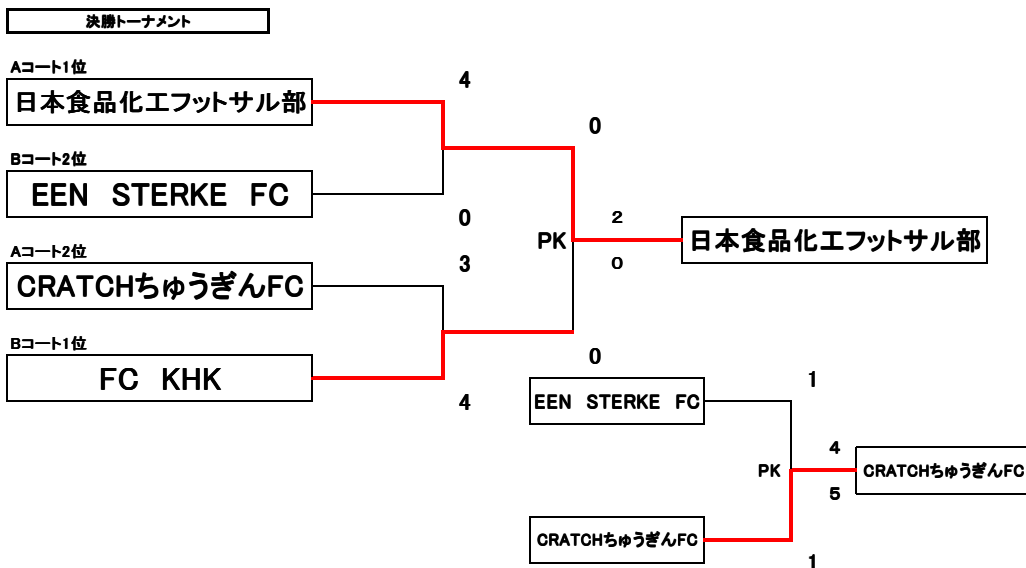 決勝トーナメント
Aコート1位
4
日本食品化工フットサル部
0
Bコート2位
EEN STERKE FC
0
2
PK
日本食品化工フットサル部
Aコート2位
3
0
CRATCHちゅうぎんFC
Bコート1位
0
FC KHK
4
1
EEN STERKE FC
4
PK
CRATCHちゅうぎんFC
5
CRATCHちゅうぎんFC
1